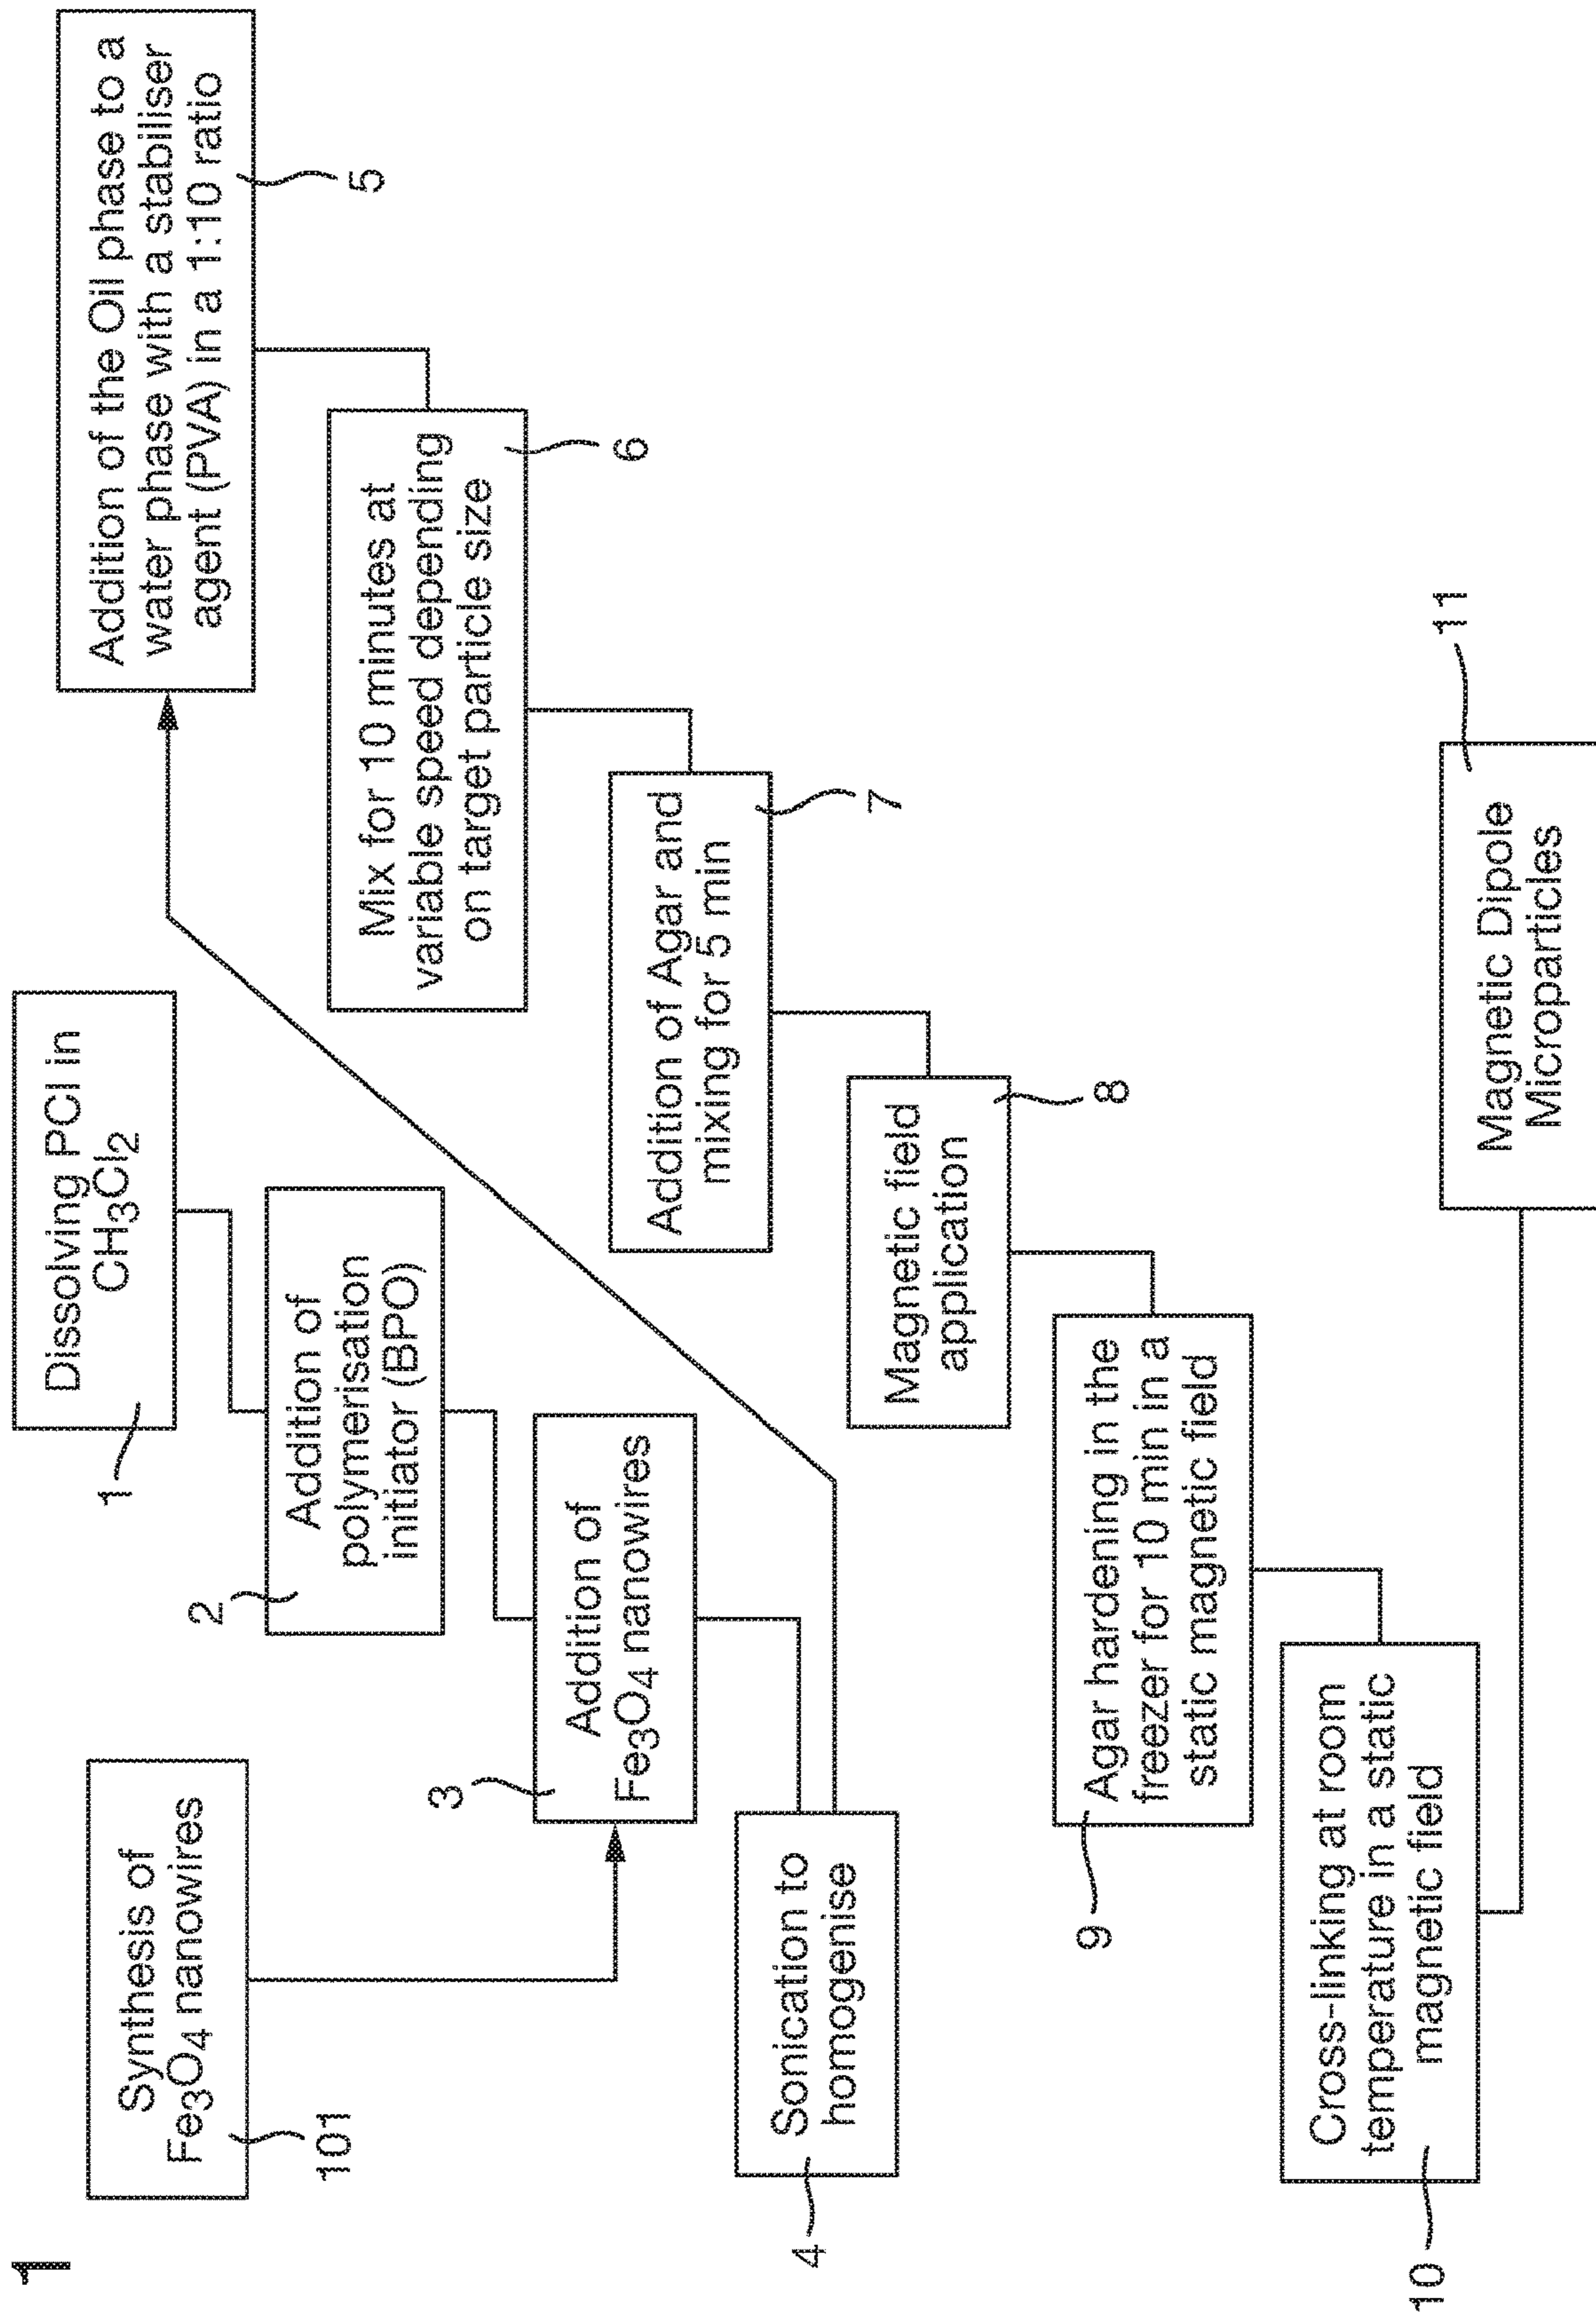 1
Synthesis of
Fe3O4 nanowires
101
Dissolving PCl in
CH3Cl2
1
Addition of
polymerisation
initiator (BPO)
2
Addition of
Fe3O4 nanowires
3
Sonication to
homogenise
4
Addition of the Oil phase to a
water phase with a stabiliser
agent (PVA) in a 1:10 ratio
5
Mix for 10 minutes at
variable speed depending
on target particle size
6
Addition of Agar and
mixing for 5 min
7
Magnetic field
application
8
Agar hardening in the
freezer for 10 min in a
static magnetic field
9
Cross-linking at room
temperature in a static
magnetic field
10
Magnetic Dipole
Microparticles
11